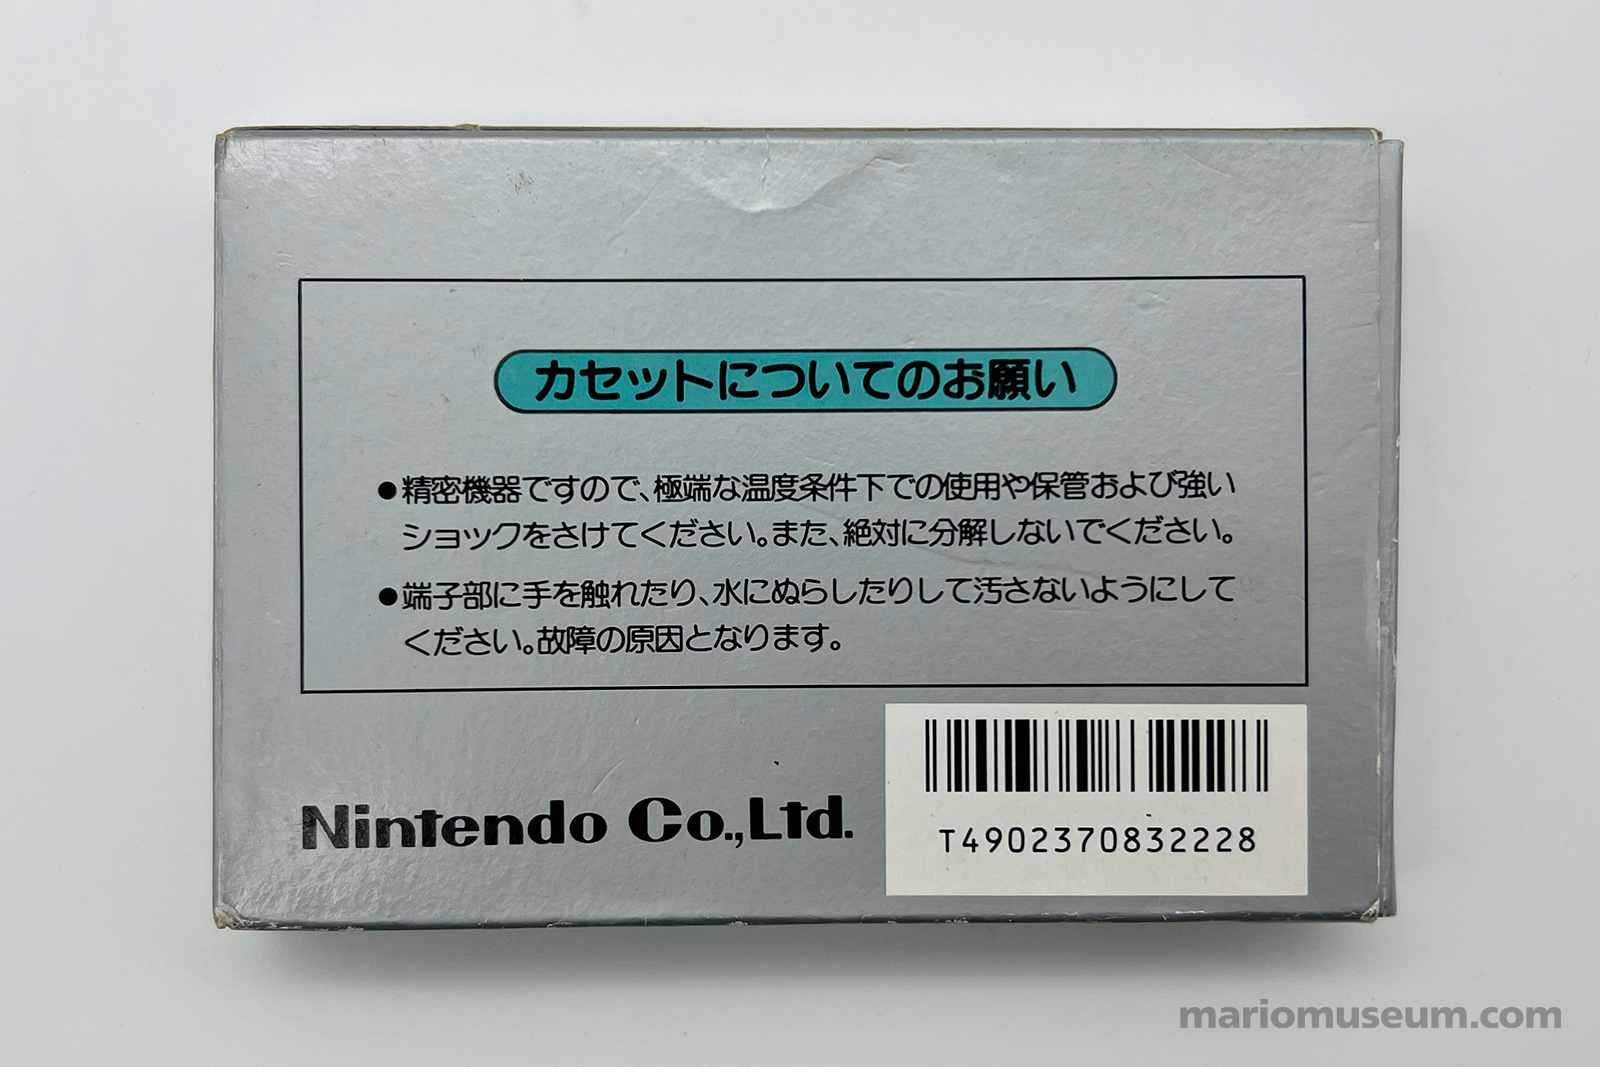 カセットについてのお願い
●精密機器ですので、極端な温度条件下での使用や保管および強い
ショックをさけてください。また、絶対に分解しないでください。
●端子部に手を触れたり、水にぬらしたりして汚さないようにして
ください。故障の原因となります。
Nintendo Co.,Ltd.
T4902370832228
mariomuseum.com